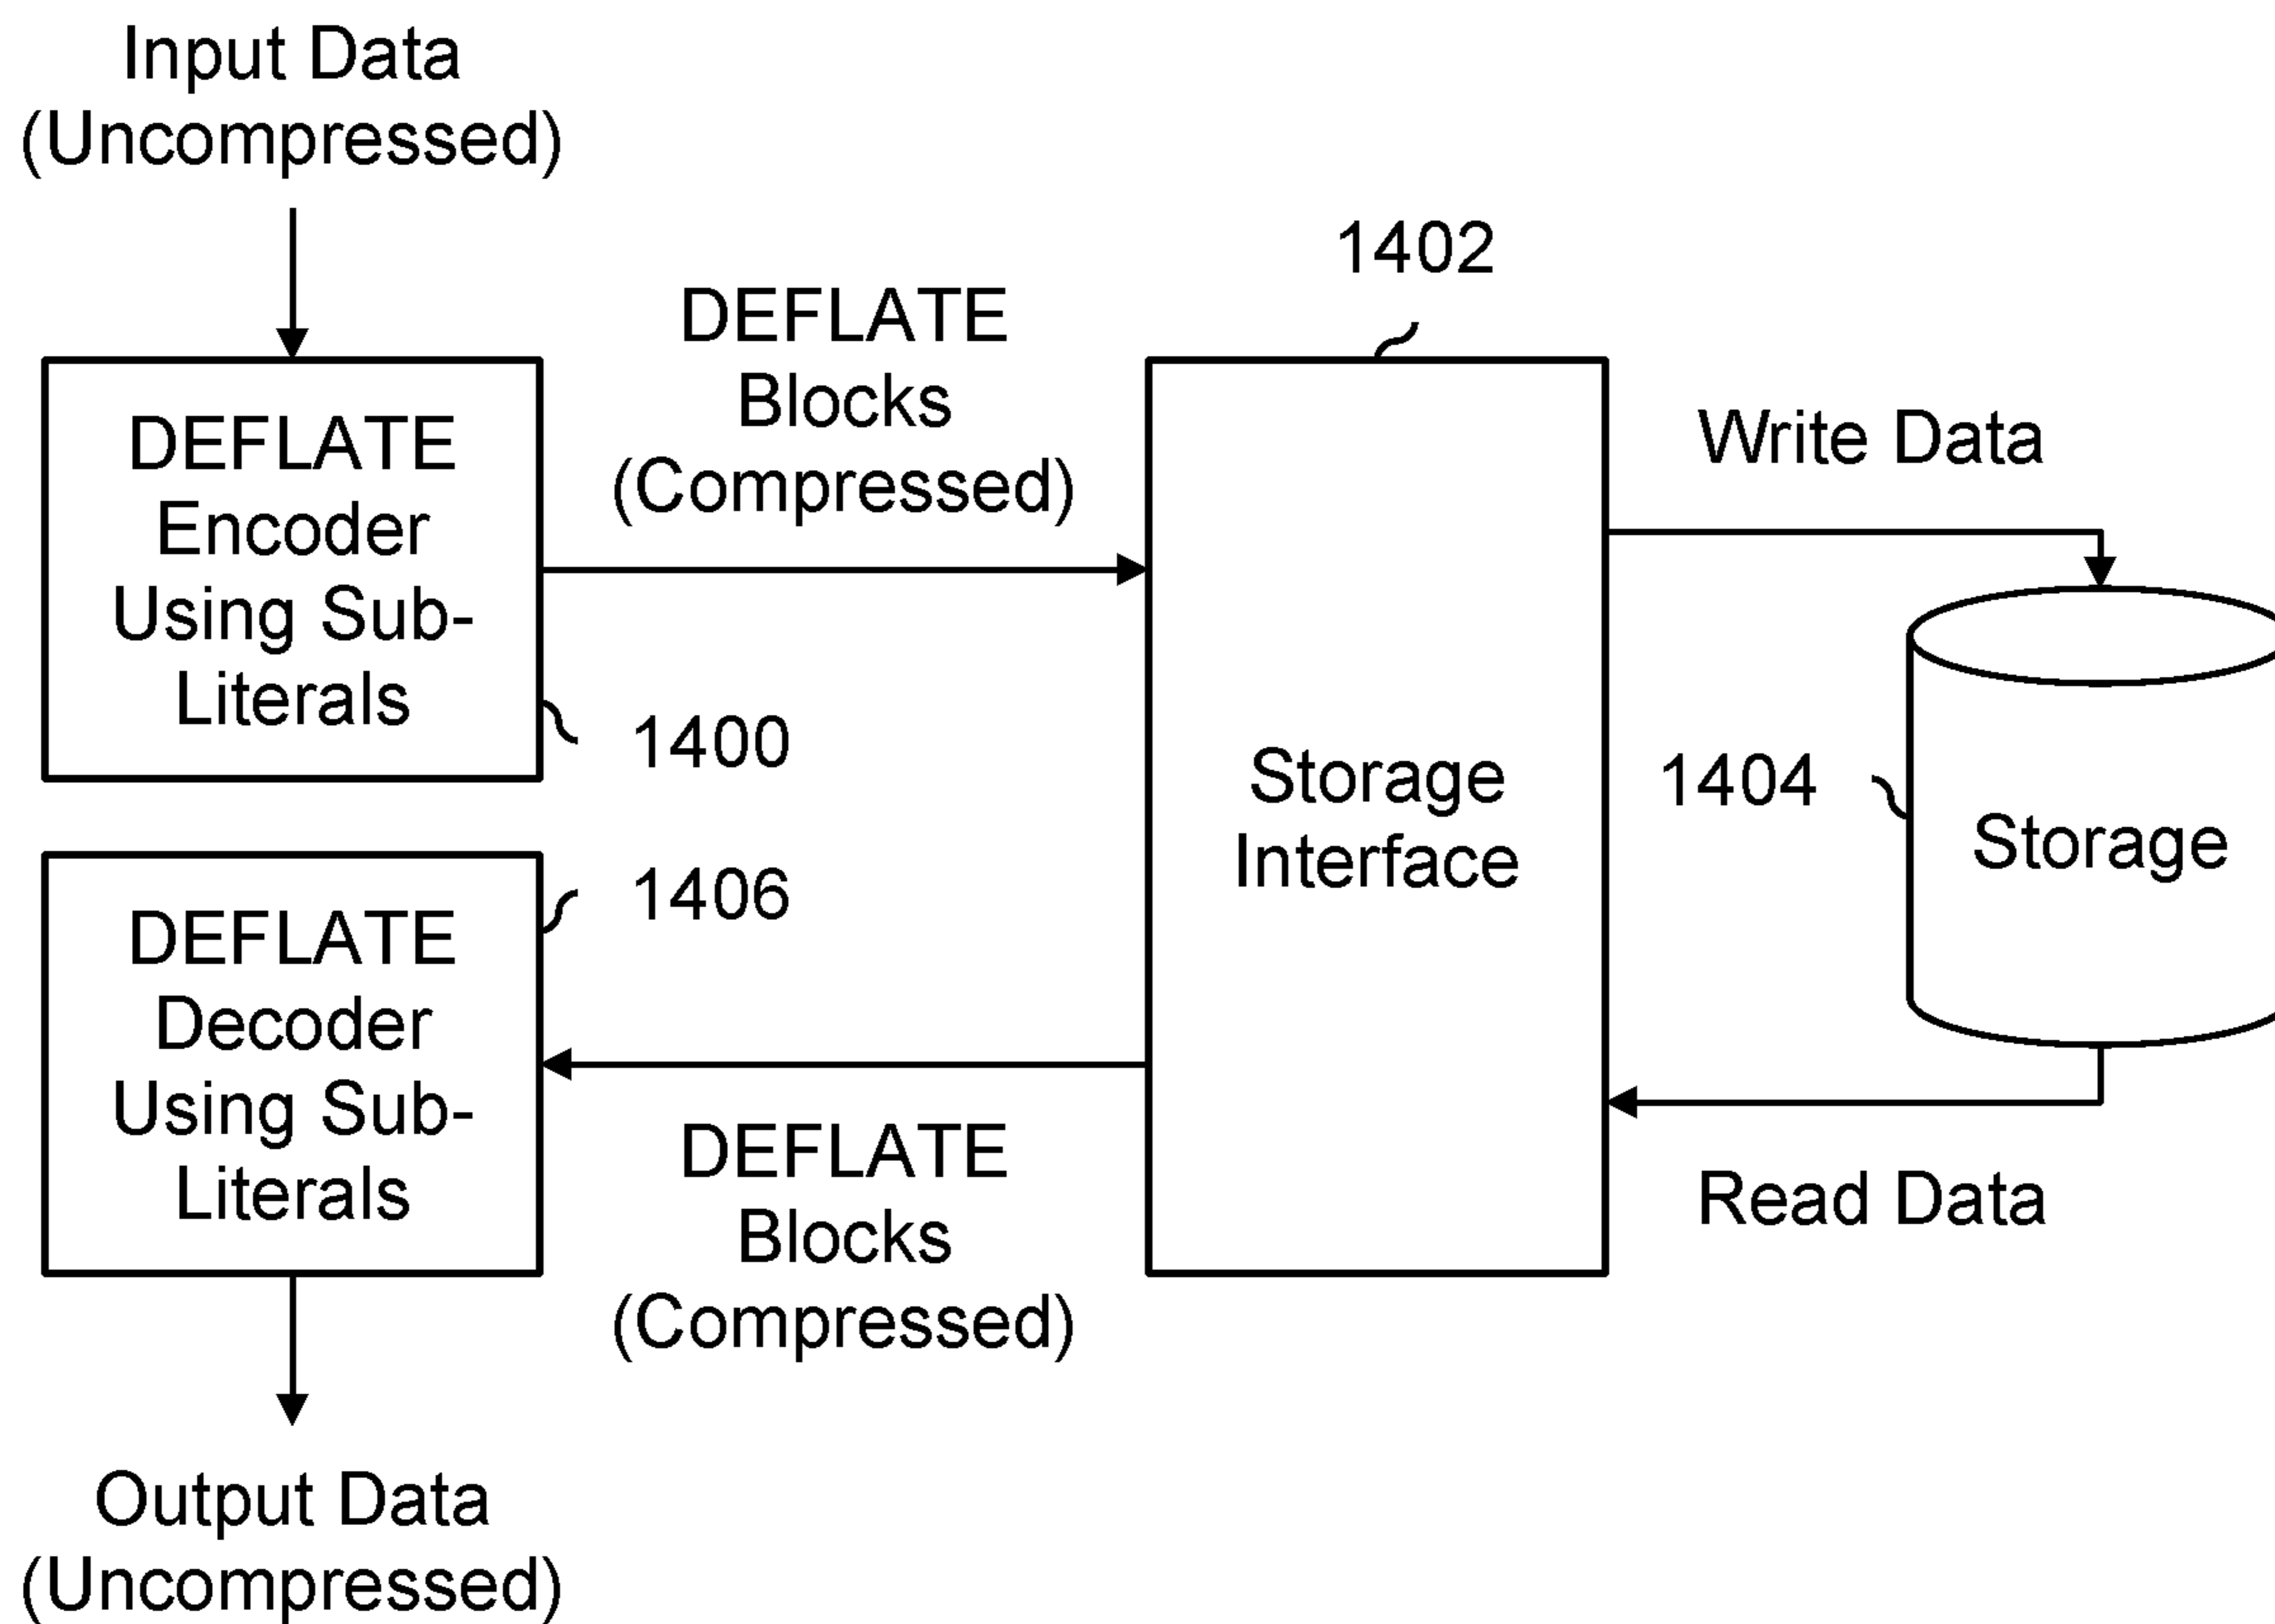 Input Data
(Uncompressed)
DEFLATE
Encoder
Using Sub-
Literals
1400
DEFLATE
Blocks
(Compressed)
1402
Storage
Interface
Write Data
1404
Storage
Read Data
1406
DEFLATE
Decoder
Using Sub-
Literals
DEFLATE
Blocks
(Compressed)
Output Data
(Uncompressed)